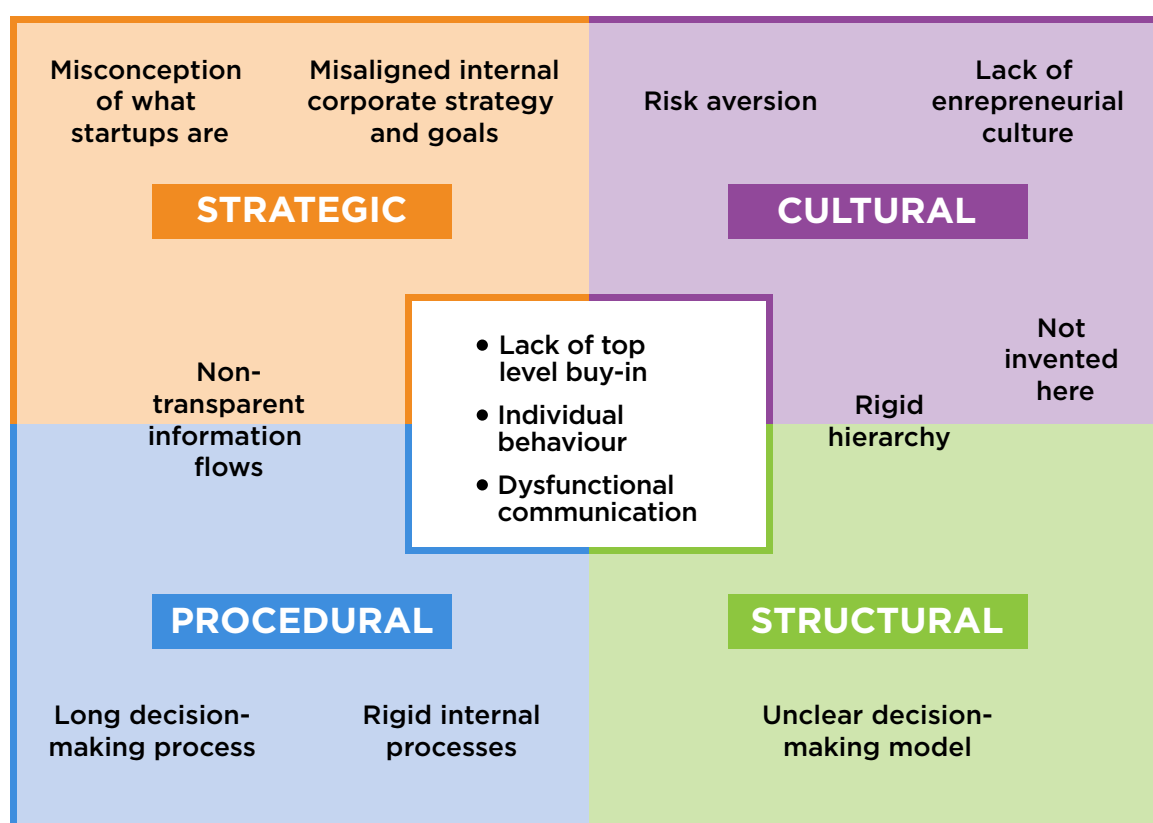 Misconception
of what
startups are
Misaligned internal
corporate strategy
and goals
STRATEGIC
Risk aversion
Lack of
enrepreneurial
culture
CULTURAL
Non-
transparent
information
flows
• Lack of top
level buy-in
• Individual
behaviour
• Dysfunctional
communication
Not
invented
here
Rigid
hierarchy
PROCEDURAL
Long decision-
making process
Rigid internal
processes
STRUCTURAL
Unclear decision-
making model